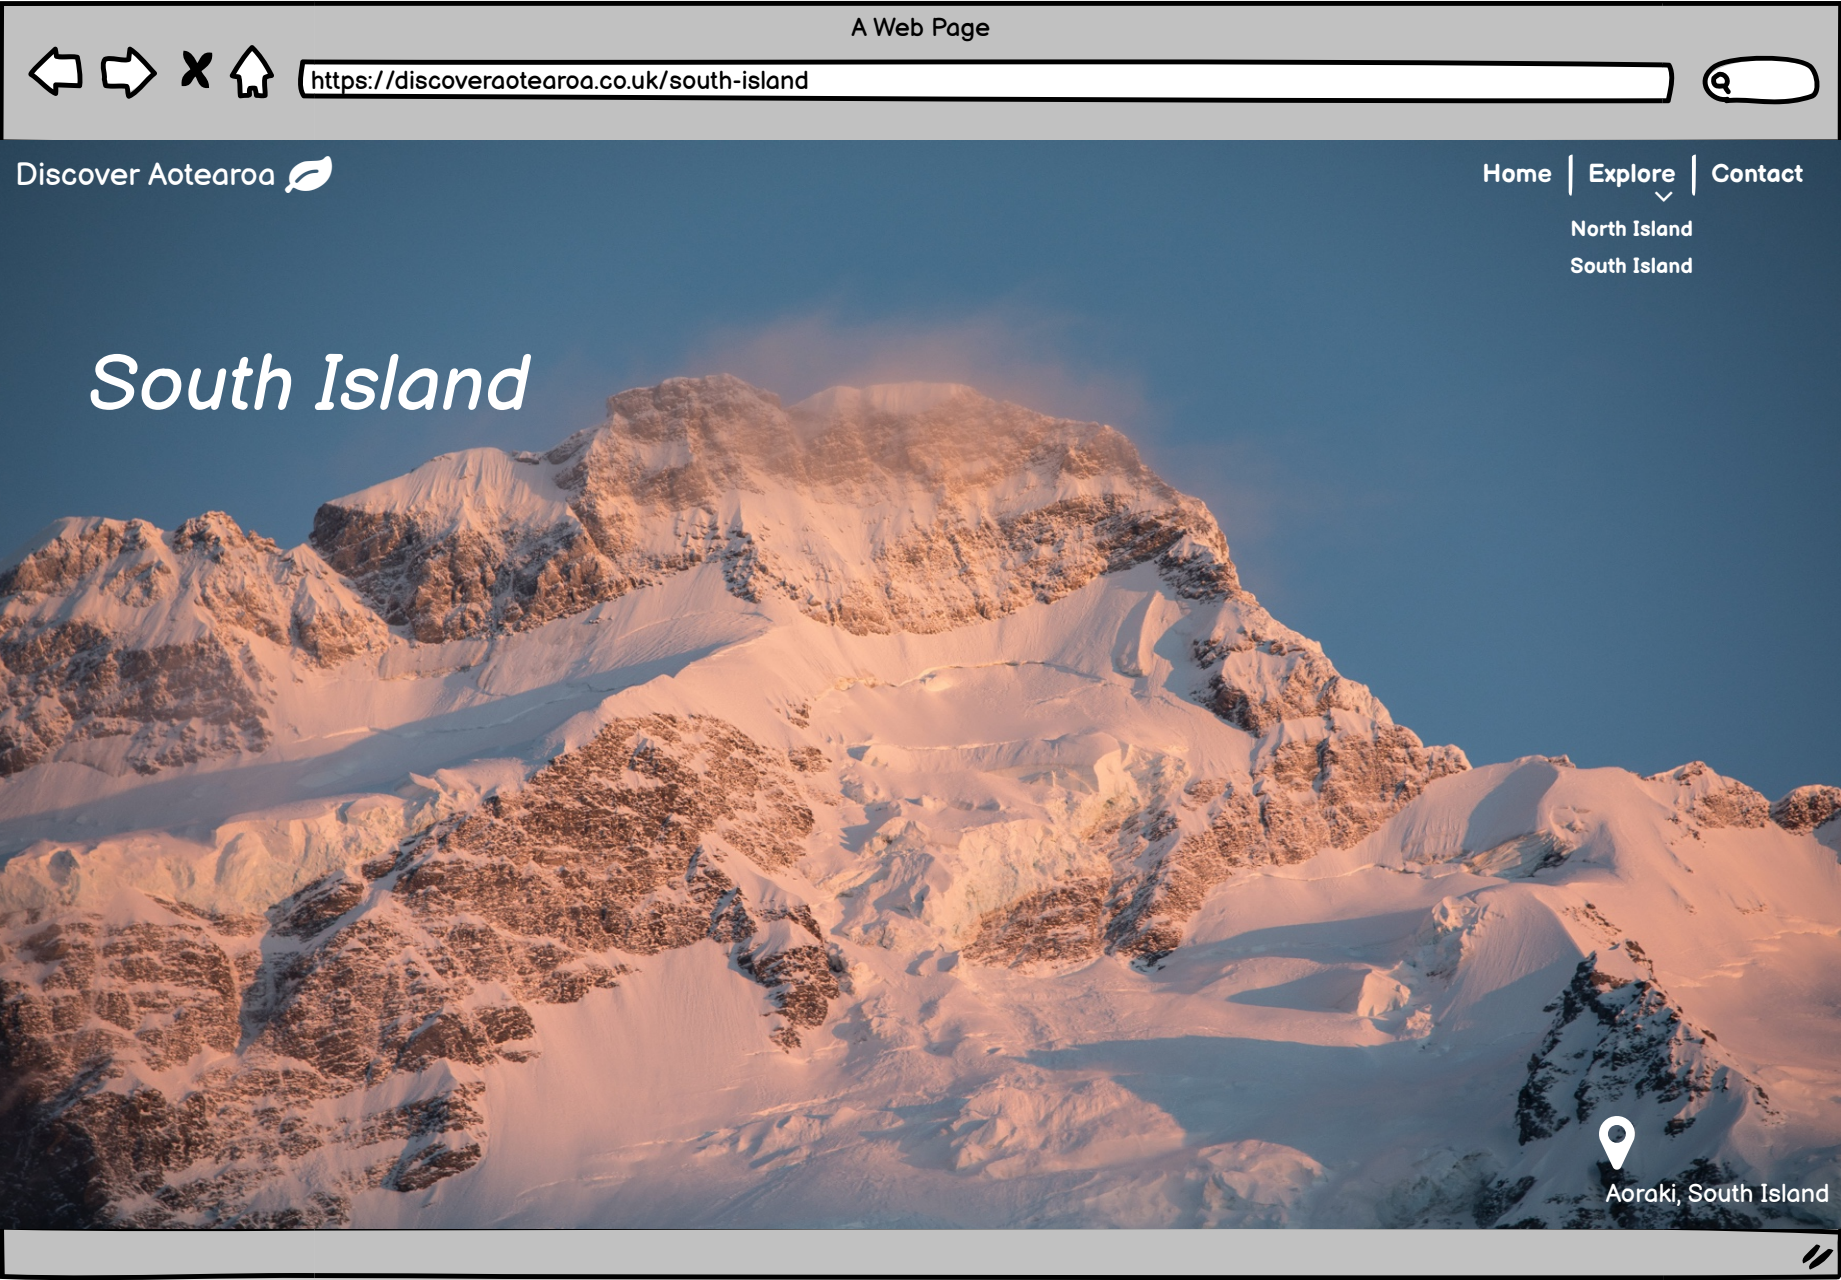 A Web Page
https://discoveraotearoa.co.uk/south-island
Discover Aotearoa
Home
Explore
Contact
North Island
South Island
South Island
Aoraki, South Island